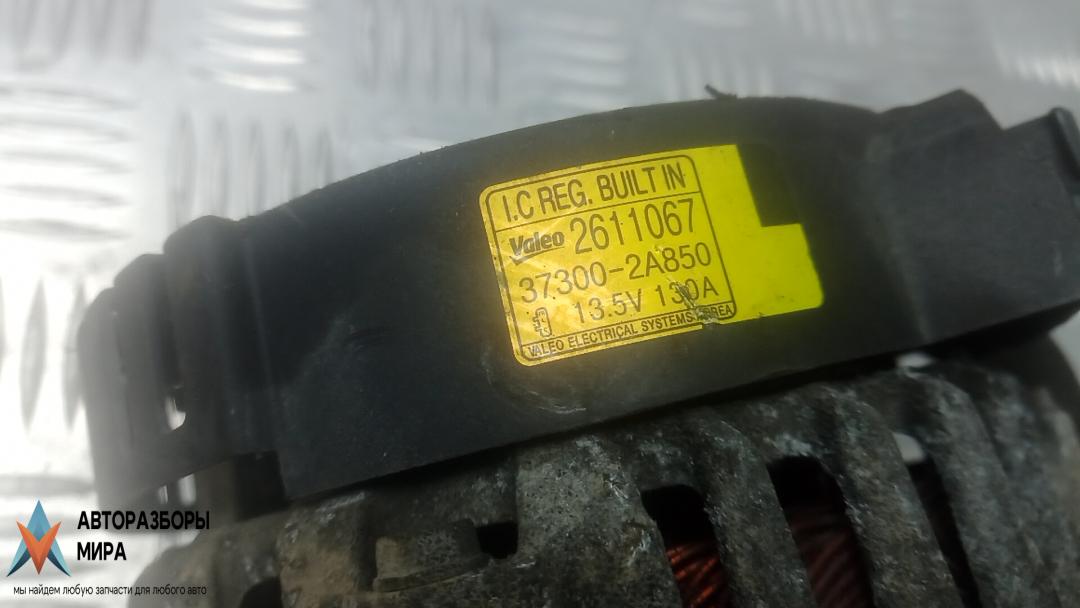 I.C REG. BUILT IN
Valeo 2611067
37300-2A850
13.5V 130A
VALEO ELECTRICAL SYSTEMS KOREA
АВТОРАЗБОРЫ
МИРА
мы найдем любую запчасти для любого авто